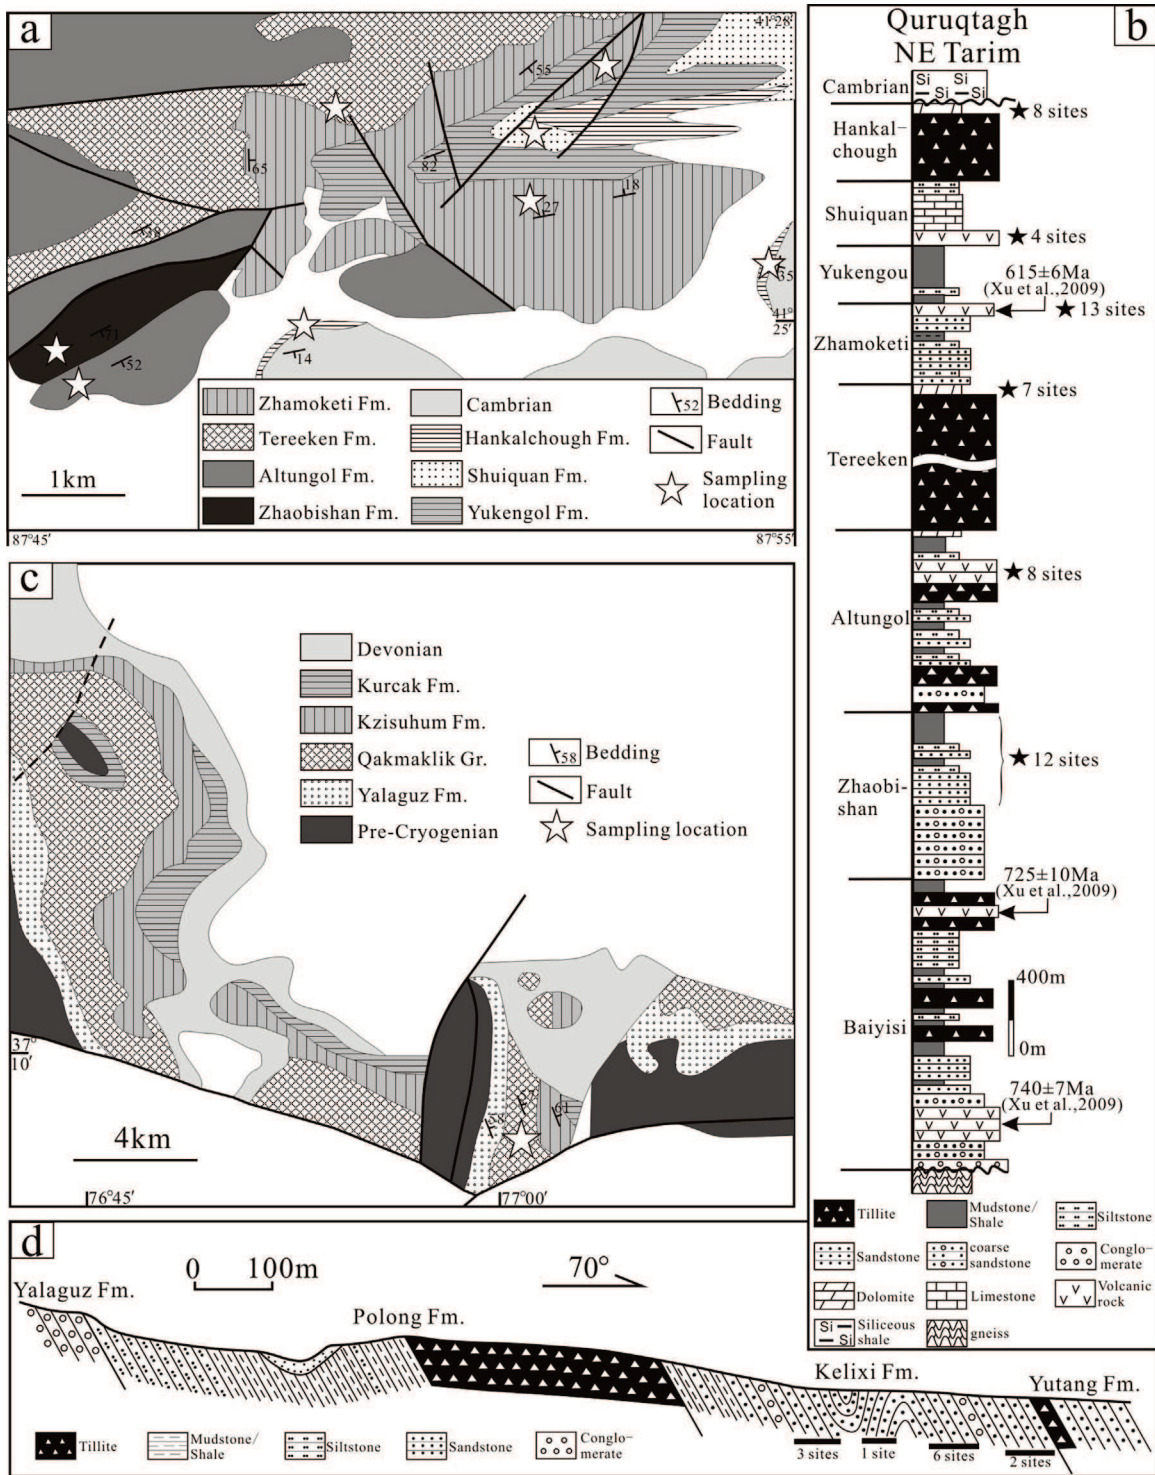 a
41°28′
55
65
82
18
27
38
35
41°
25′
71
52
14
Zhamoketi Fm.
Cambrian
52
Bedding
Tereeken Fm.
Hankalchough Fm.
Fault
Altungol Fm.
Shuiquan Fm.
Sampling
location
Zhaobishan Fm.
Yukengol Fm.
1km
87°45′
87°55′
b
Quruqtagh
NE Tarim
Cambrian
Si Si
Si Si
8 sites
Hankal-
chough
Shuiquan
4 sites
Yukengou
615±6Ma
(Xu et al.,2009)
13 sites
Zhamoketi
7 sites
Tereeken
8 sites
Altungol
12 sites
Zhaobi-
shan
725±10Ma
(Xu et al.,2009)
400m
Baiyisi
0m
740±7Ma
(Xu et al.,2009)
Tillite
Mudstone/
Shale
Siltstone
Sandstone
coarse
sandstone
Conglo-
merate
Dolomite
Limestone
Volcanic
rock
Si
Si
Siliceous
shale
gneiss
c
Devonian
Kurcak Fm.
Kzisuhum Fm.
58
Bedding
Qakmaklik Gr.
Fault
Yalaguz Fm.
Sampling location
Pre-Cryogenian
37°
10′
4km
61
76°45′
77°00′
d
0 100m
70°
Yalaguz Fm.
Polong Fm.
Kelixi Fm.
Yutang Fm.
Tillite
Mudstone/
Shale
Siltstone
Sandstone
Conglo-
merate
3 sites
1 site
6 sites
2 sites